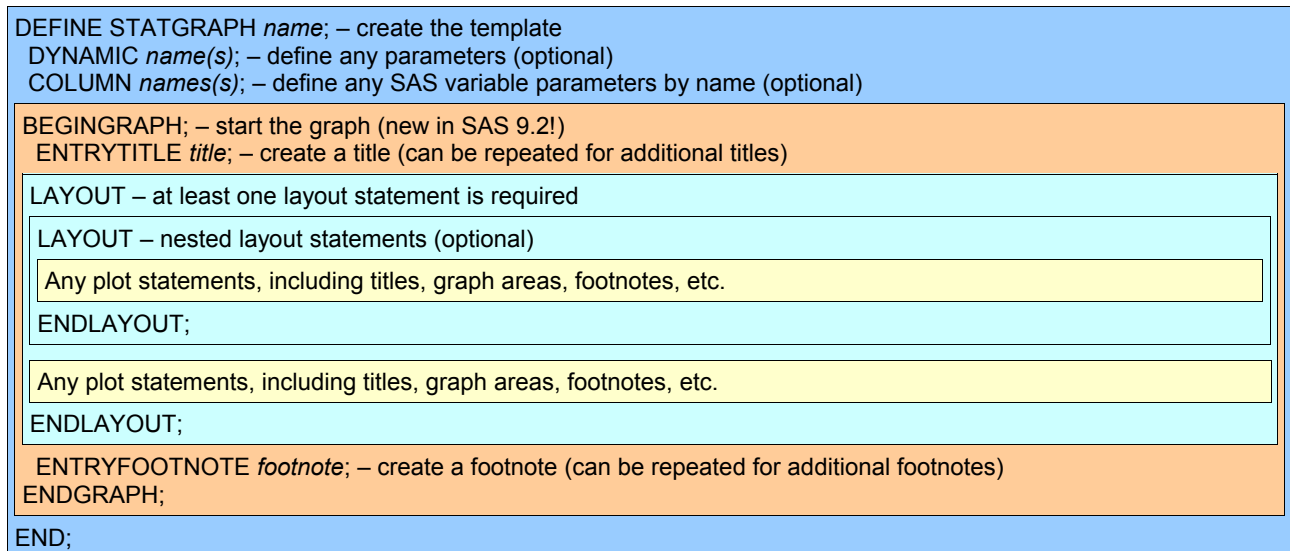 DEFINE STATGRAPH name; – create the template
DYNAMIC name(s); – define any parameters (optional)
COLUMN names(s); – define any SAS variable parameters by name (optional)
BEGINGRAPH; – start the graph (new in SAS 9.2!)
ENTRYTITLE title; – create a title (can be repeated for additional titles)
LAYOUT – at least one layout statement is required
LAYOUT – nested layout statements (optional)
Any plot statements, including titles, graph areas, footnotes, etc.
ENDLAYOUT;
Any plot statements, including titles, graph areas, footnotes, etc.
ENDLAYOUT;
ENTRYFOOTNOTE footnote; – create a footnote (can be repeated for additional footnotes)
ENDGRAPH;
END;